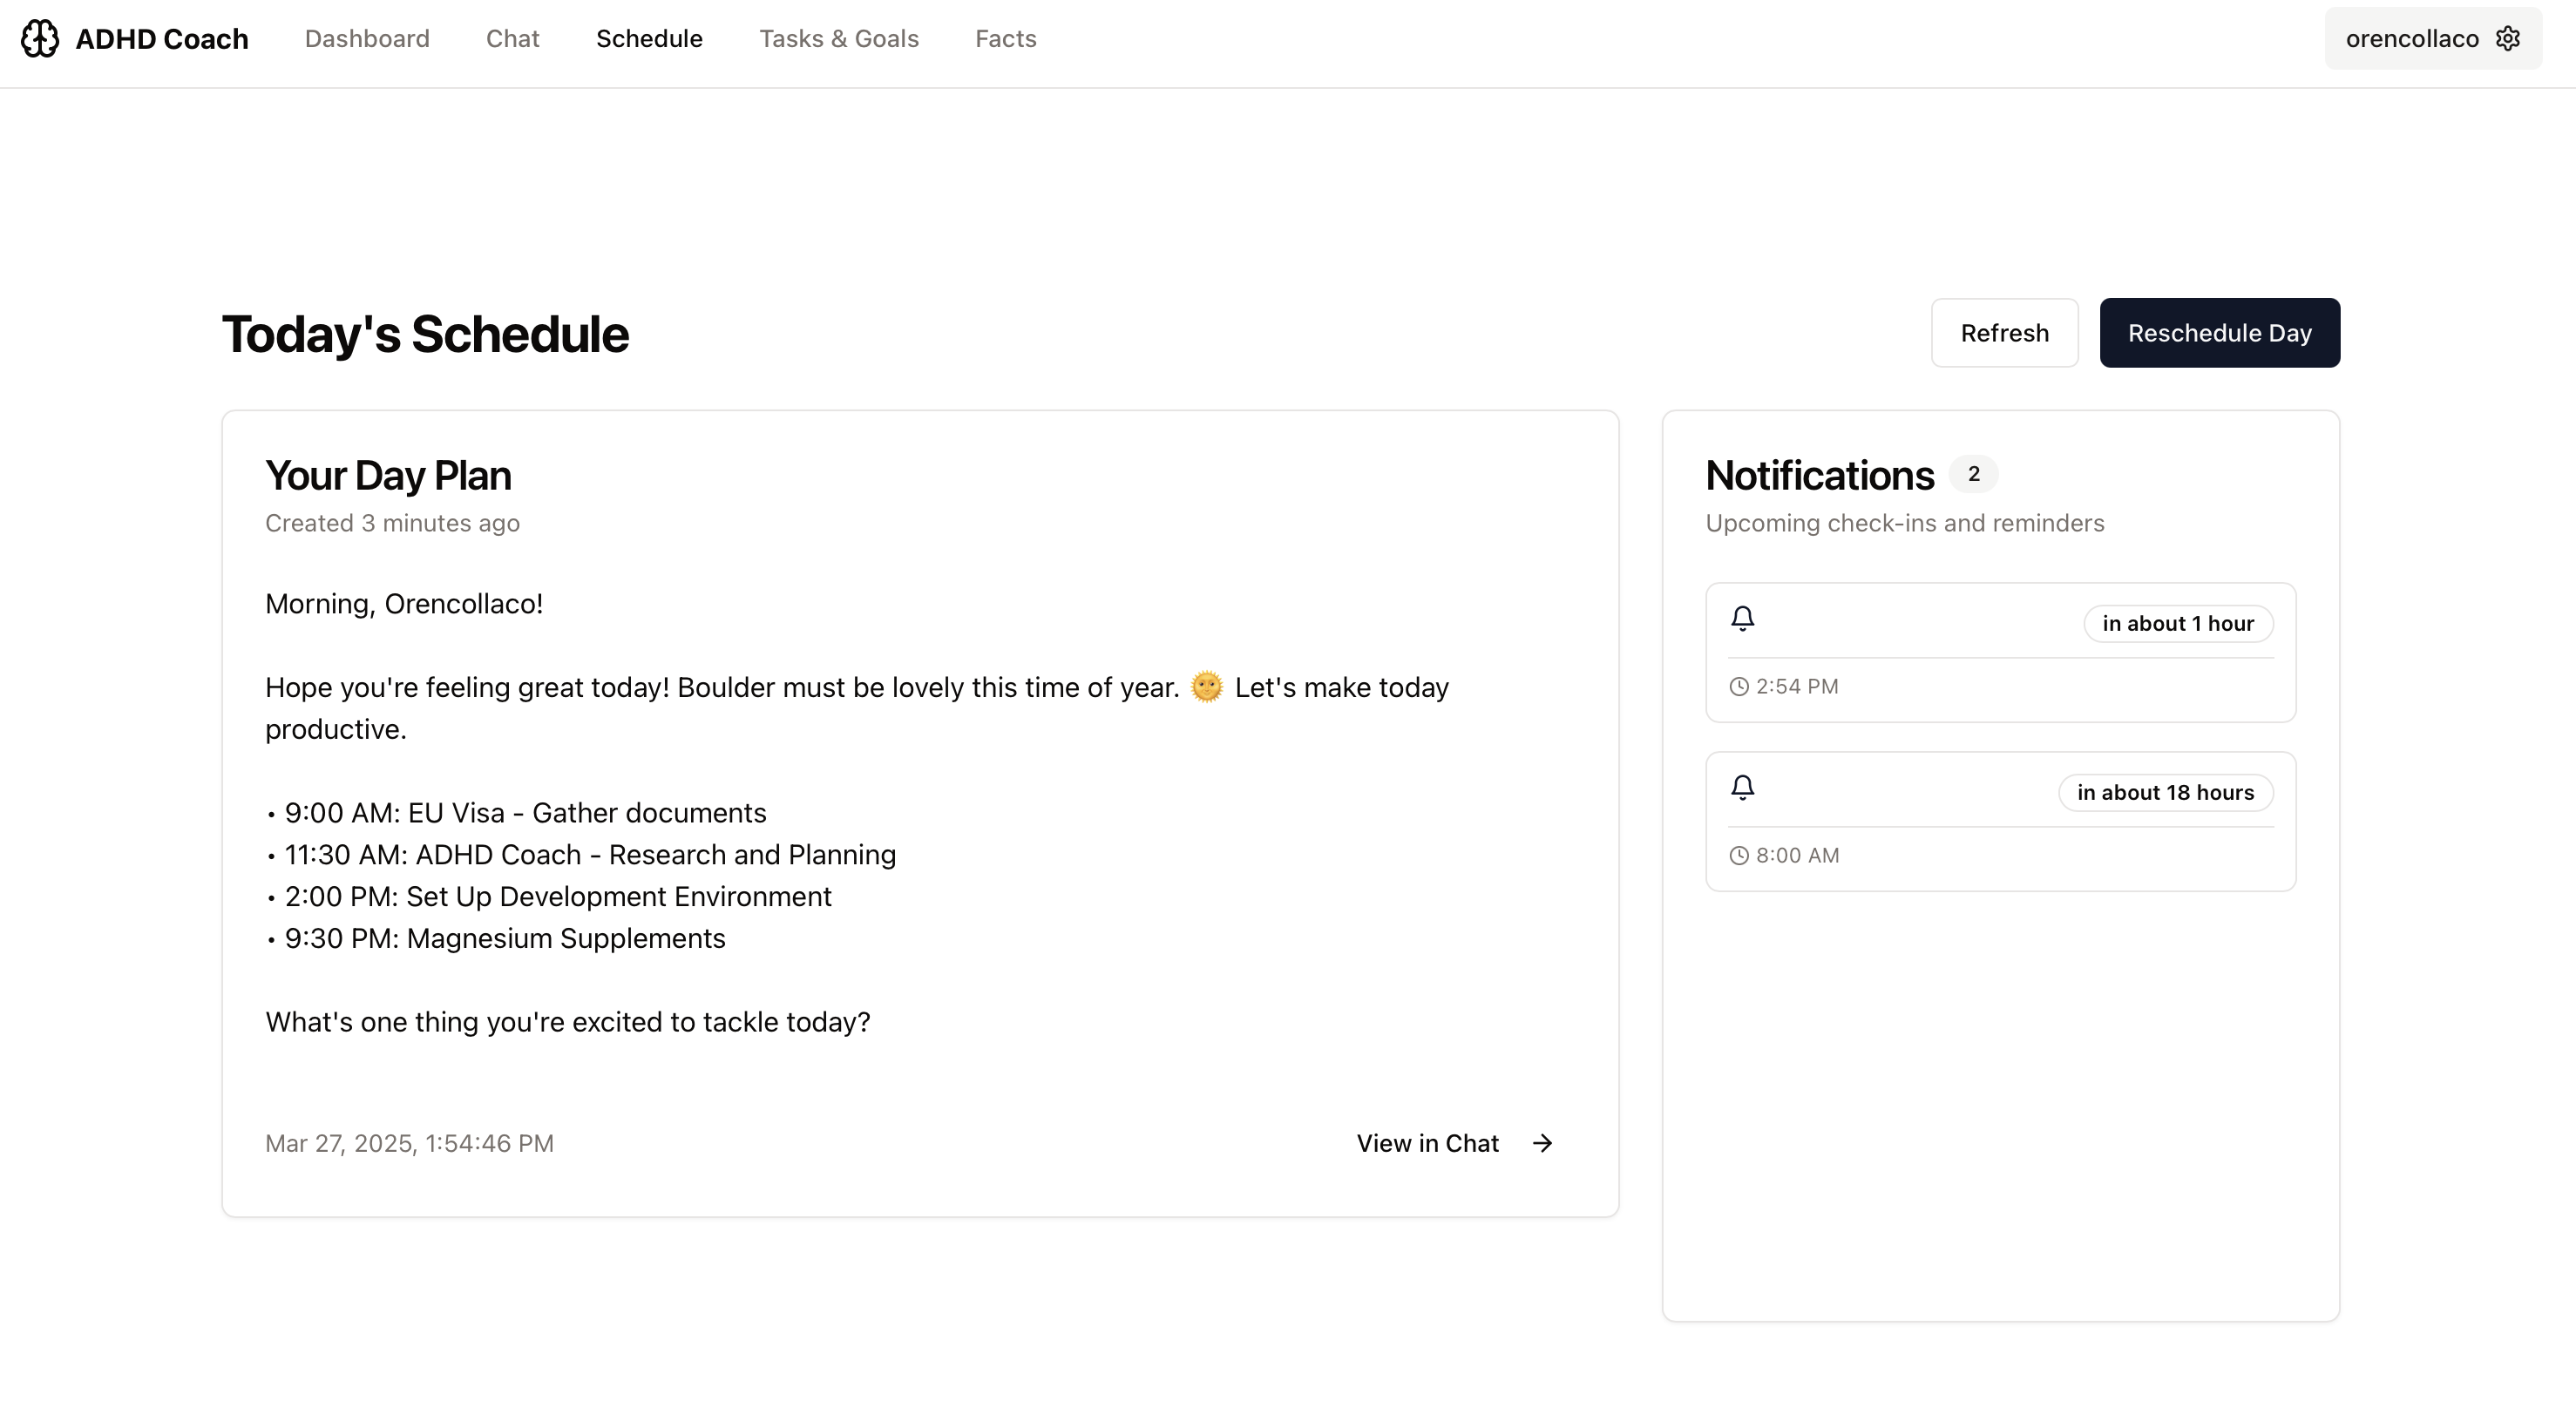 ADHD Coach
Dashboard
Chat
Schedule
Tasks & Goals
Facts
orencollaco
Today's Schedule
Refresh
Reschedule Day
Your Day Plan
Created 3 minutes ago
Morning, Orencollaco!
Hope you're feeling great today! Boulder must be lovely this time of year. 🌞 Let's make today
productive.
• 9:00 AM: EU Visa - Gather documents
• 11:30 AM: ADHD Coach - Research and Planning
• 2:00 PM: Set Up Development Environment
• 9:30 PM: Magnesium Supplements
What's one thing you're excited to tackle today?
Mar 27, 2025, 1:54:46 PM
View in Chat →
Notifications 2
Upcoming check-ins and reminders
in about 1 hour
2:54 PM
in about 18 hours
8:00 AM